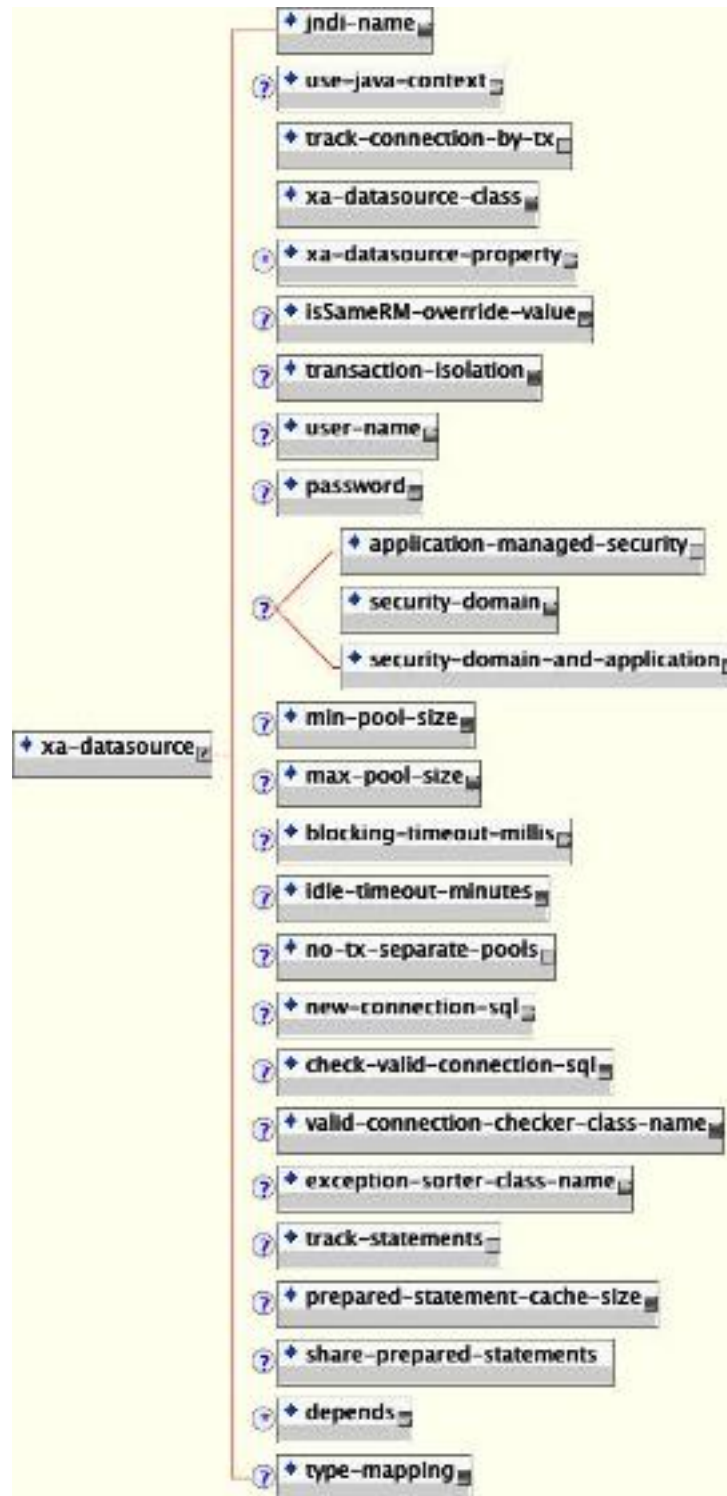 jndi-name
? use-java-context
track-connection-by-tx
xa-datasource-class
* xa-datasource-property
? isSameRM-override-value
? transaction-isolation
? user-name
? password
application-managed-security
? security-domain
security-domain-and-application
? min-pool-size
xa-datasource
? max-pool-size
? blocking-timeout-millis
? idle-timeout-minutes
? no-tx-separate-pools
? new-connection-sql
? check-valid-connection-sql
? valid-connection-checker-class-name
? exception-sorter-class-name
? track-statements
? prepared-statement-cache-size
? share-prepared-statements
* depends
? type-mapping